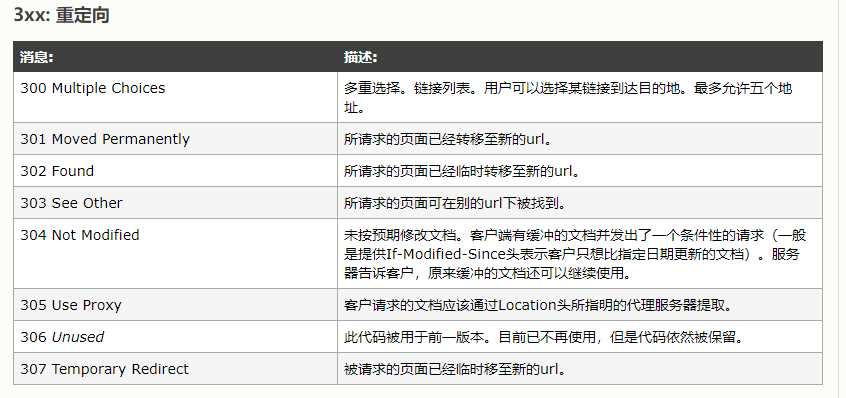 3xx: 重定向
消息: 描述:
300 Multiple Choices 多重选择。链接列表。用户可以选择某链接到达目的地。最多允许五个地
址。
301 Moved Permanently 所请求的页面已经转移至新的url。
302 Found 所请求的页面已经临时转移至新的url。
303 See Other 所请求的页面可在别的url下被找到。
304 Not Modified 未按预期修改文档。客户端有缓冲的文档并发出了一个条件性的请求（一般
是提供If-Modified-Since头表示客户只想比指定日期更新的文档）。服务
器告诉客户，原来缓冲的文档还可以继续使用。
305 Use Proxy 客户请求的文档应该通过Location头所指明的代理服务器提取。
306 Unused 此代码被用于前一版本。目前已不再使用，但是代码依然被保留。
307 Temporary Redirect 被请求的页面已经临时移至新的url。